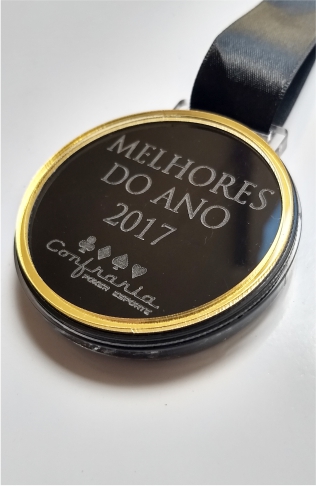 MELHORES
DO ANO
2017
Confraria
POKER ESPORTE